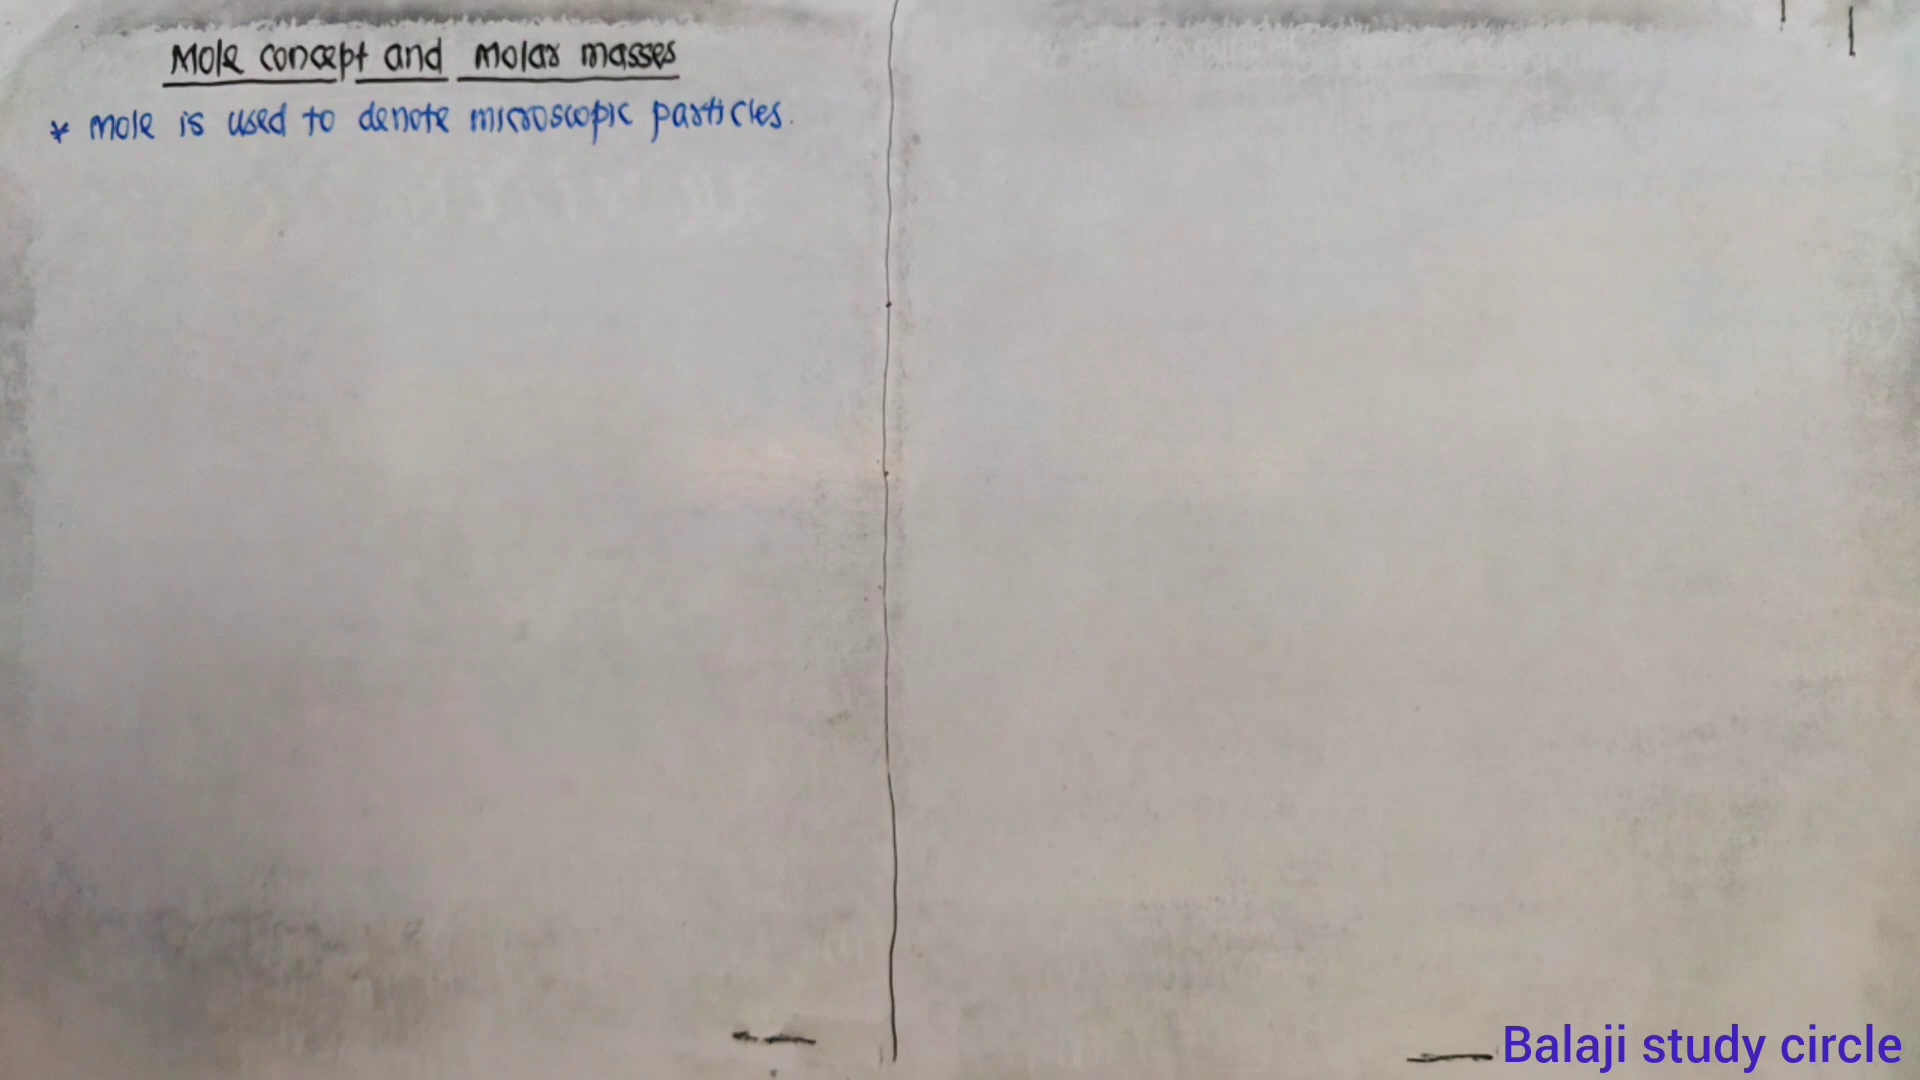 Mole concept and molar masses
* mole is used to denote microscopic particles.
Balaji study circle